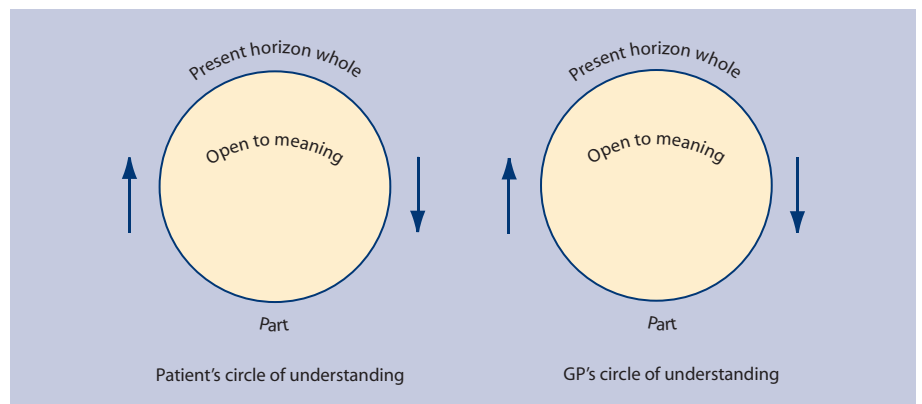 Present horizon whole
Open to meaning
Part
Patient's circle of understanding
Present horizon whole
Open to meaning
Part
GP's circle of understanding